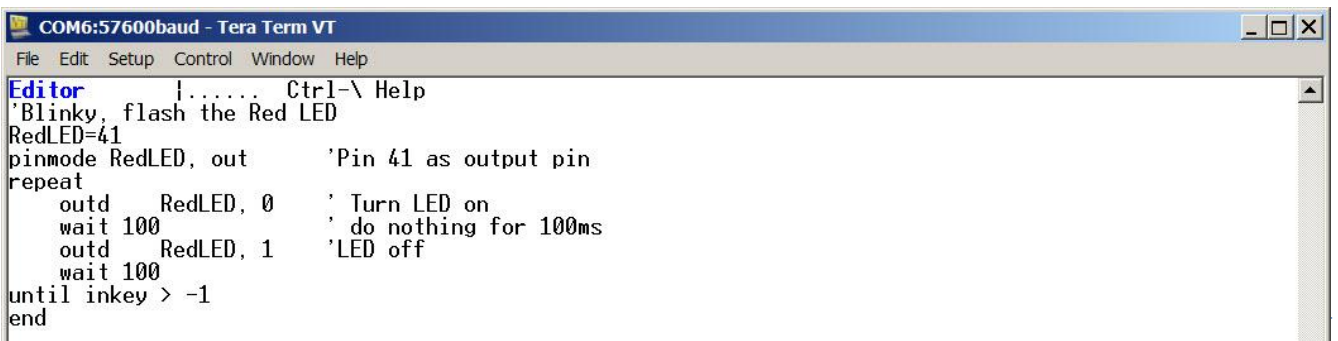 COM6:57600baud - Tera Term VT
File Edit Setup Control Window Help
Editor |...... Ctrl-\ Help
'Blinky, flash the Red LED
RedLED=41
pinmode RedLED, out 'Pin 41 as output pin
repeat
outd RedLED, 0 ' Turn LED on
wait 100 ' do nothing for 100ms
outd RedLED, 1 'LED off
wait 100
until inkey > -1
end